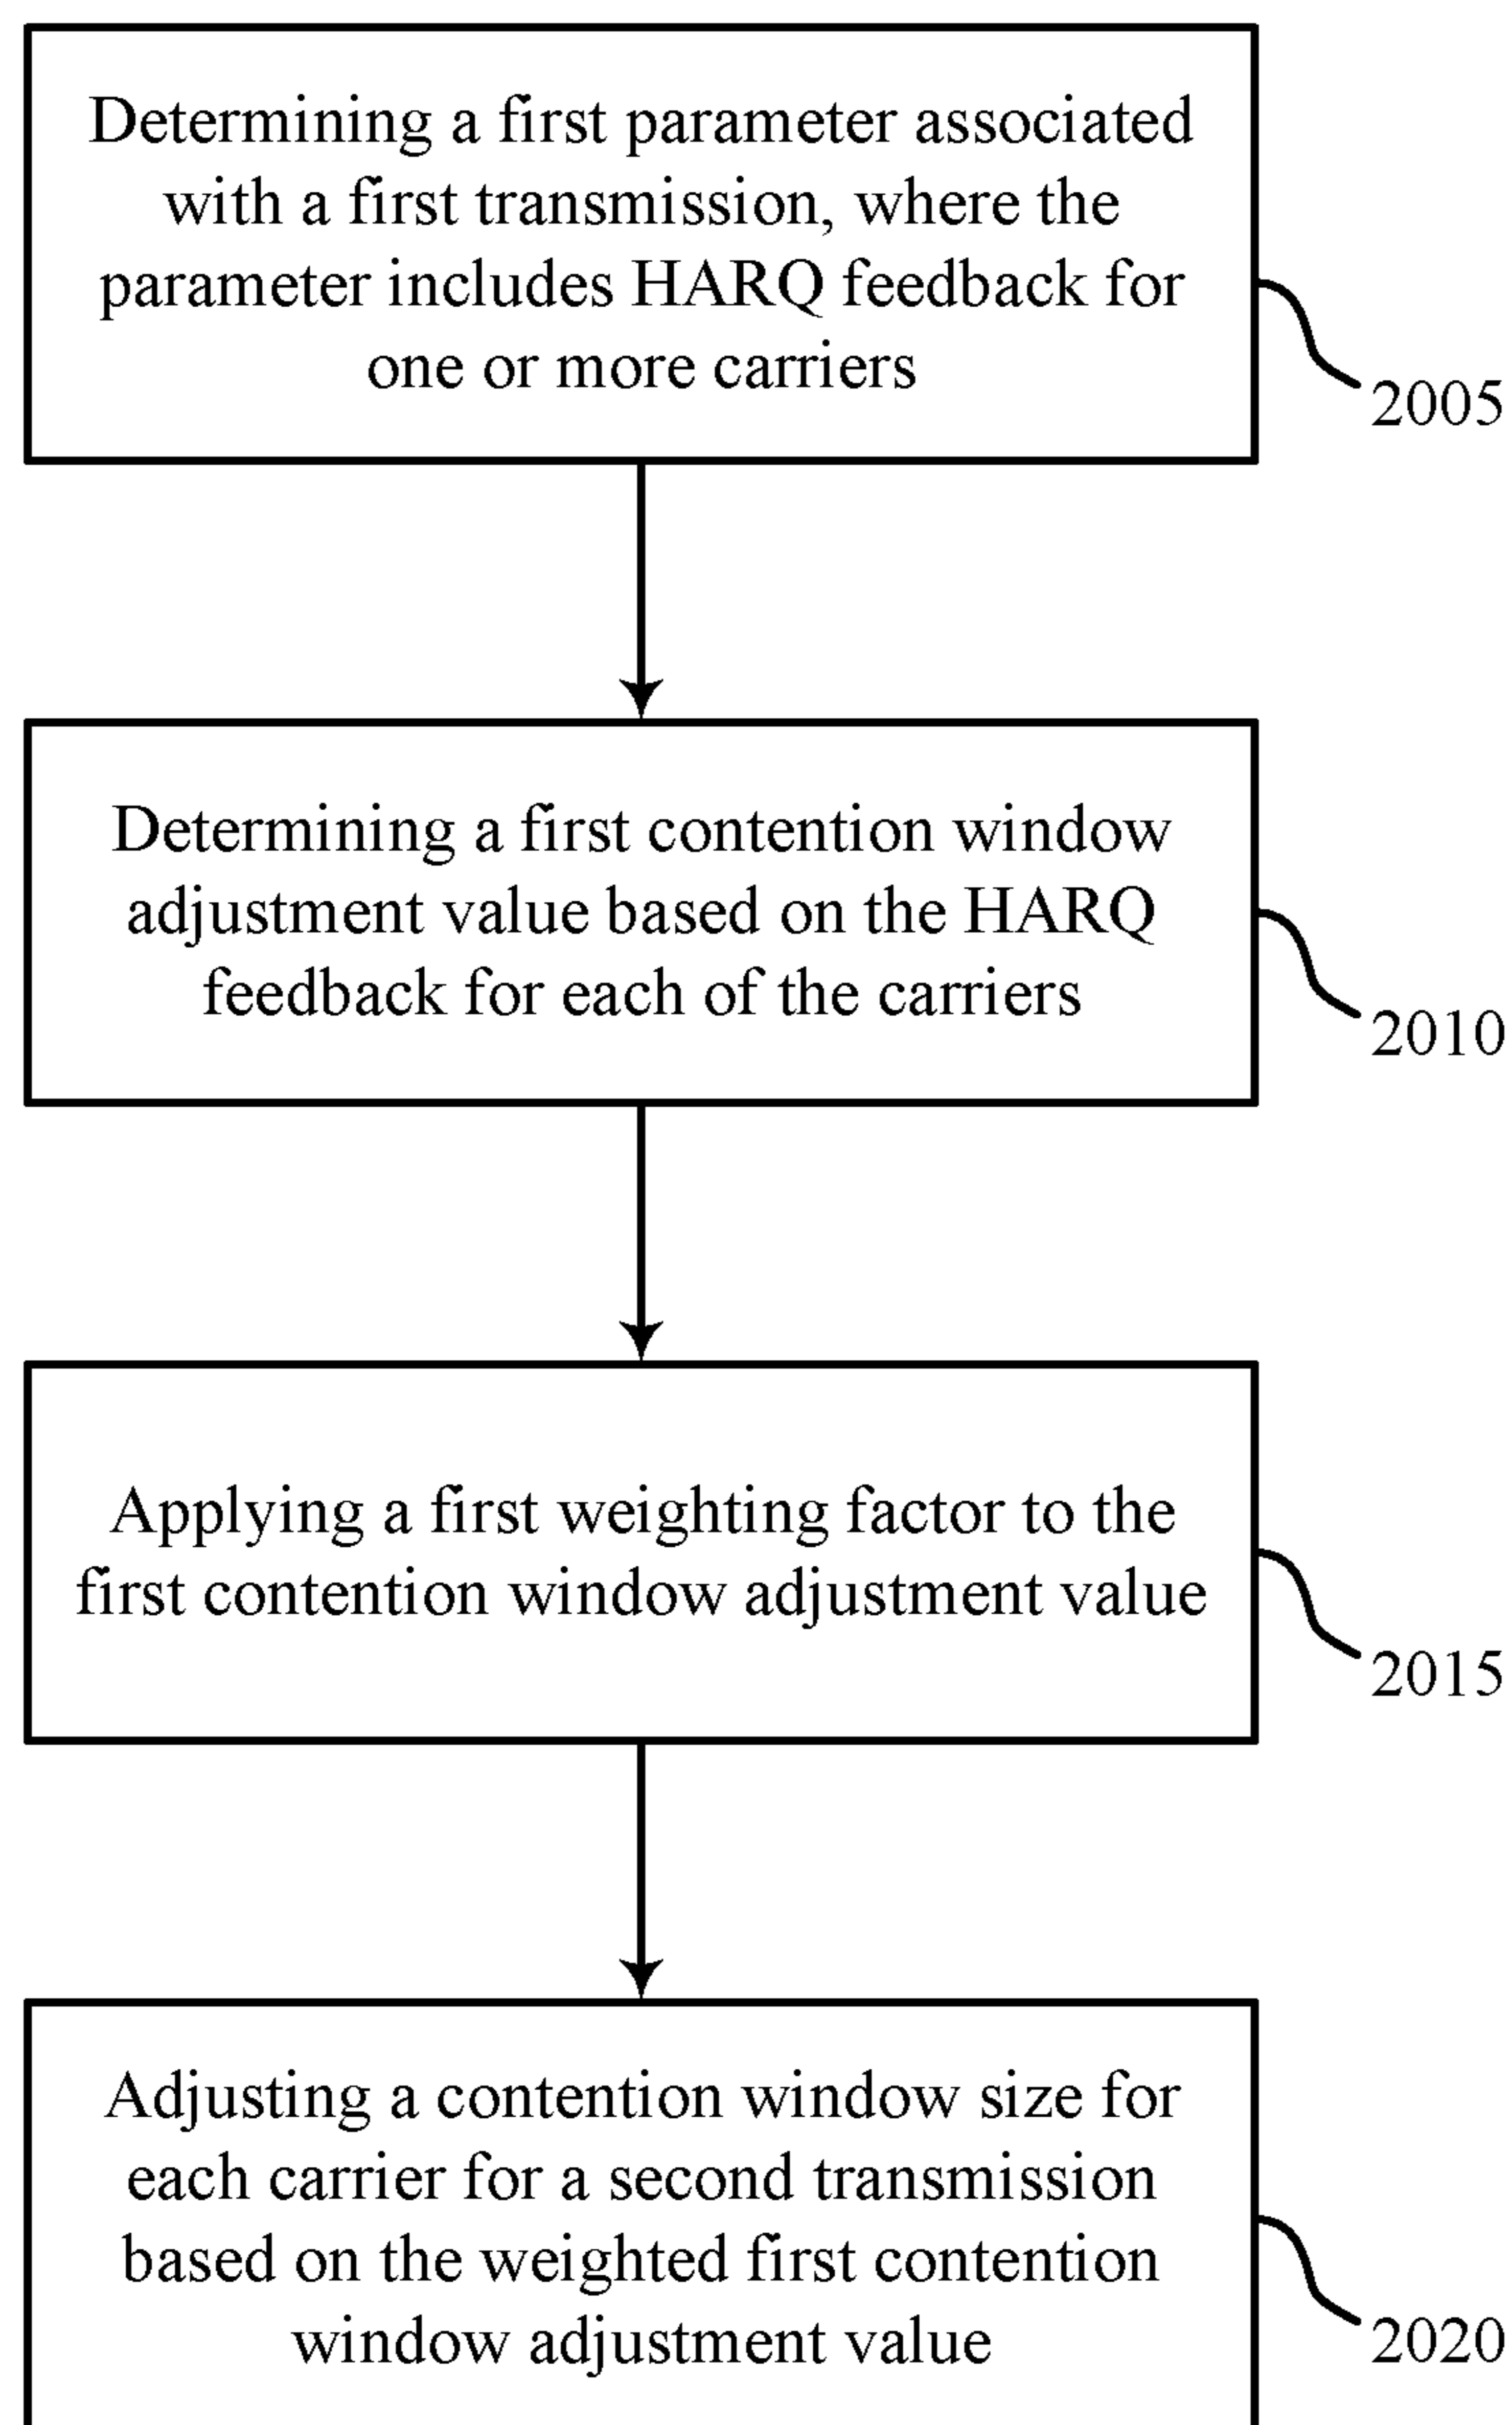 Determining a first parameter associated
with a first transmission, where the
parameter includes HARQ feedback for
one or more carriers
2005
Determining a first contention window
adjustment value based on the HARQ
feedback for each of the carriers
2010
Applying a first weighting factor to the
first contention window adjustment value
2015
Adjusting a contention window size for
each carrier for a second transmission
based on the weighted first contention
window adjustment value
2020